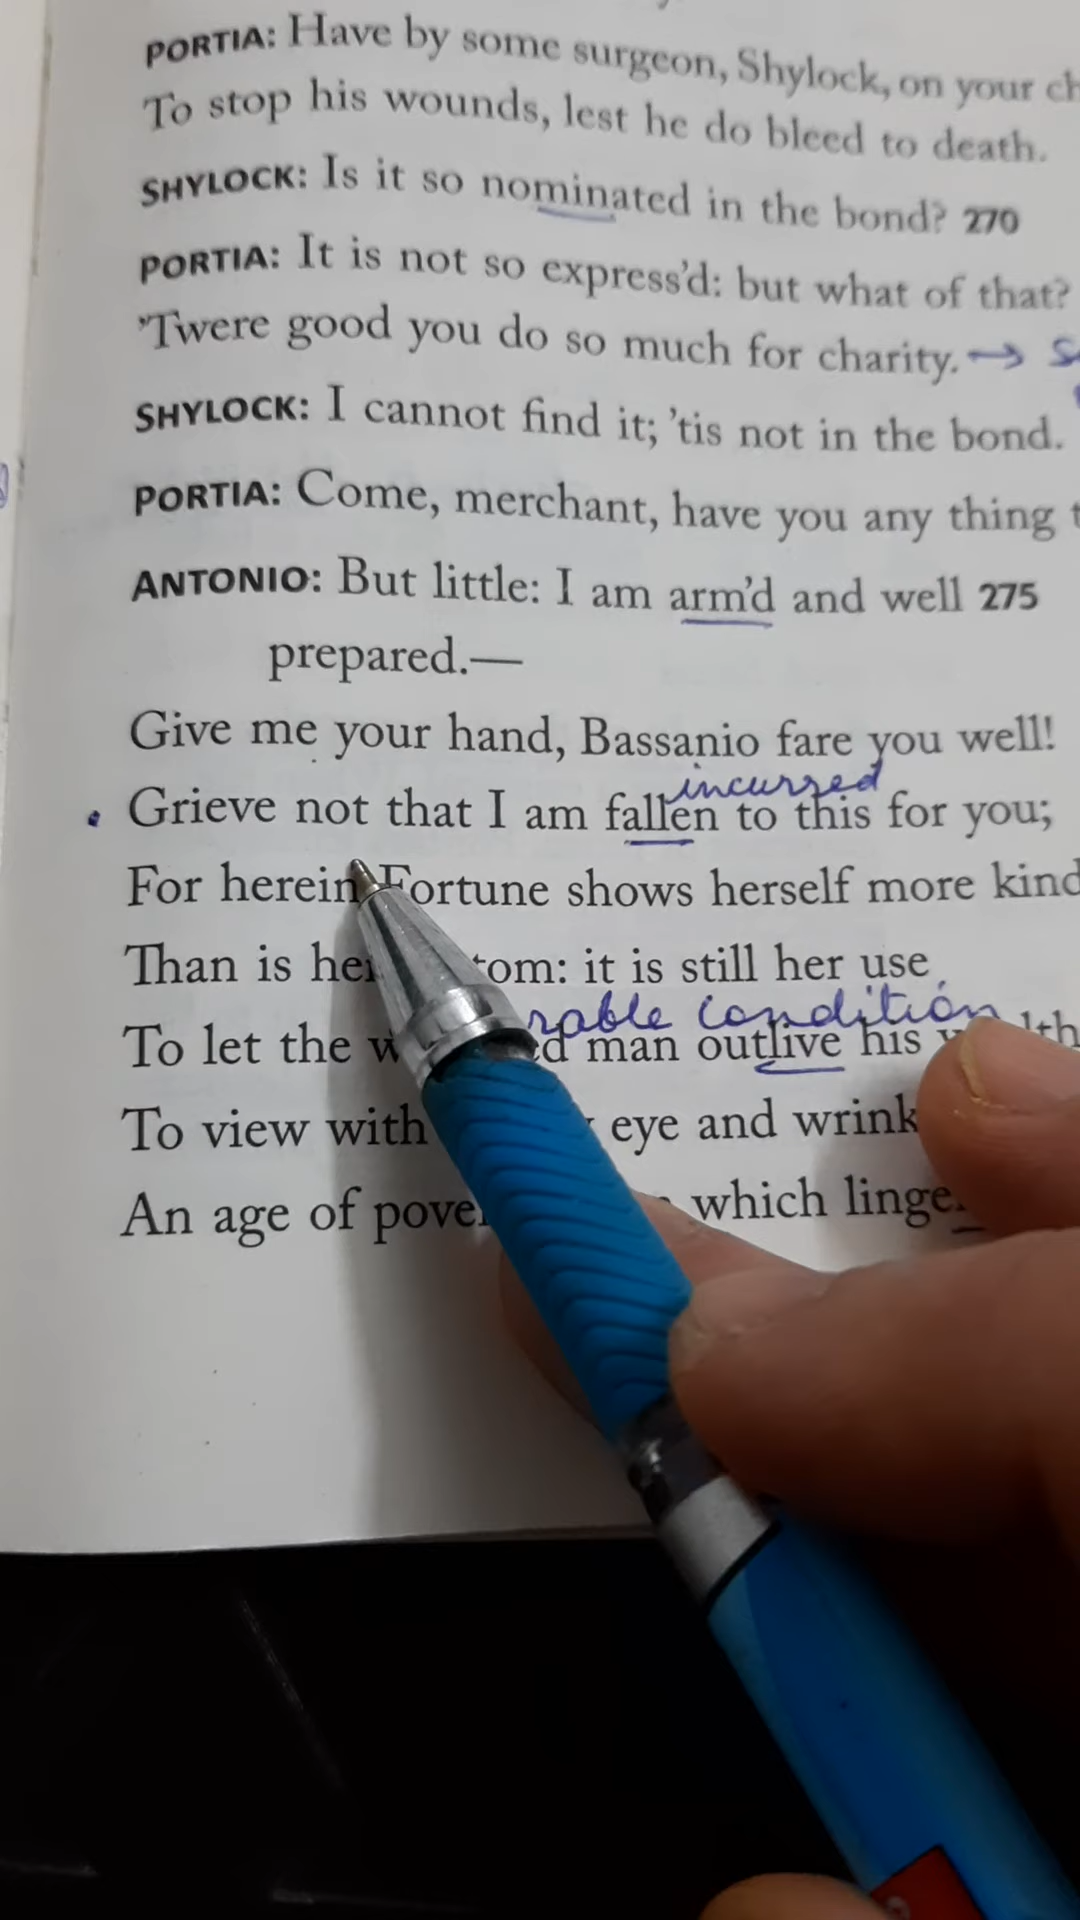 PORTIA: Have by some surgeon, Shylock, on your
To stop his wounds, lest he do bleed to death.
SHYLOCK: Is it so nominated in the bond? 270
PORTIA: It is not so express'd: but what of that?
'Twere good you do so much for charity. →
SHYLOCK: I cannot find it; 'tis not in the bond.
PORTIA: Come, merchant, have you any thing
ANTONIO: But little: I am arm'd and well 275
prepared.—
Give me your hand, Bassanio fare you well!
incurred
Grieve not that I am fallen to this for you;
For herein Fortune shows herself more kind
Than is it is still her use
condition
To let the man outlive his
To view with eye and
An age of which